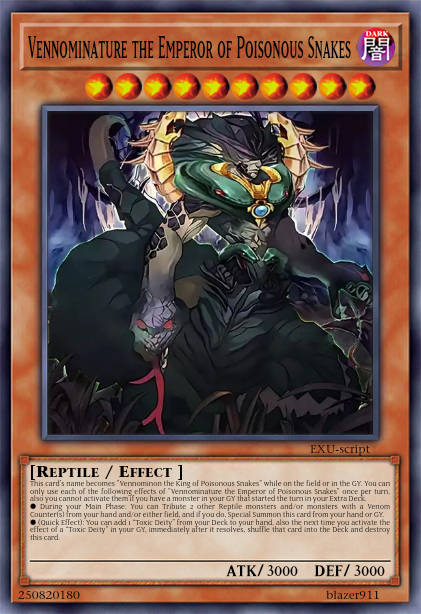 Vennominature the Emperor of Poisonous Snakes
DARK
闇
EXU-script
[Reptile / Effect ]
This card's name becomes "Vennominon the King of Poisonous Snakes" while on the field or in the GY. You can
only use each of the following effects of "Vennominature the Emperor of Poisonous Snakes" once per turn,
also you cannot activate them if you have a monster in your GY that started the turn in your Extra Deck.
● During your Main Phase: You can Tribute 2 other Reptile monsters and/or monsters with a Venom
Counter(s) from your hand and/or either field, and if you do, Special Summon this card from your hand or GY.
● (Quick Effect): You can add 1 "Toxic Deity" from your Deck to your hand, also the next time you activate the
effect of a "Toxic Deity" in your GY, immediately after it resolves, shuffle that card into the Deck and destroy
this card.
ATK/ 3000 DEF/ 3000
250820180 blazer911